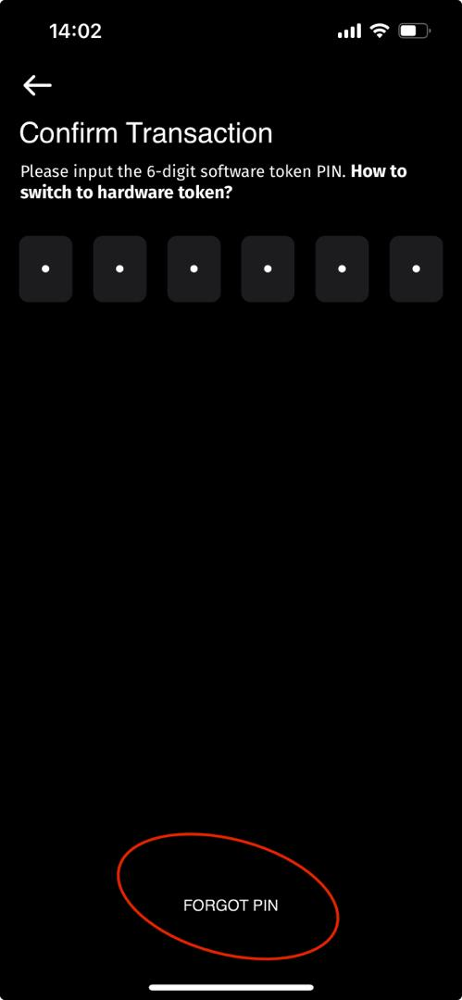 14:02
Confirm Transaction
Please input the 6-digit software token PIN. How to
switch to hardware token?
FORGOT PIN